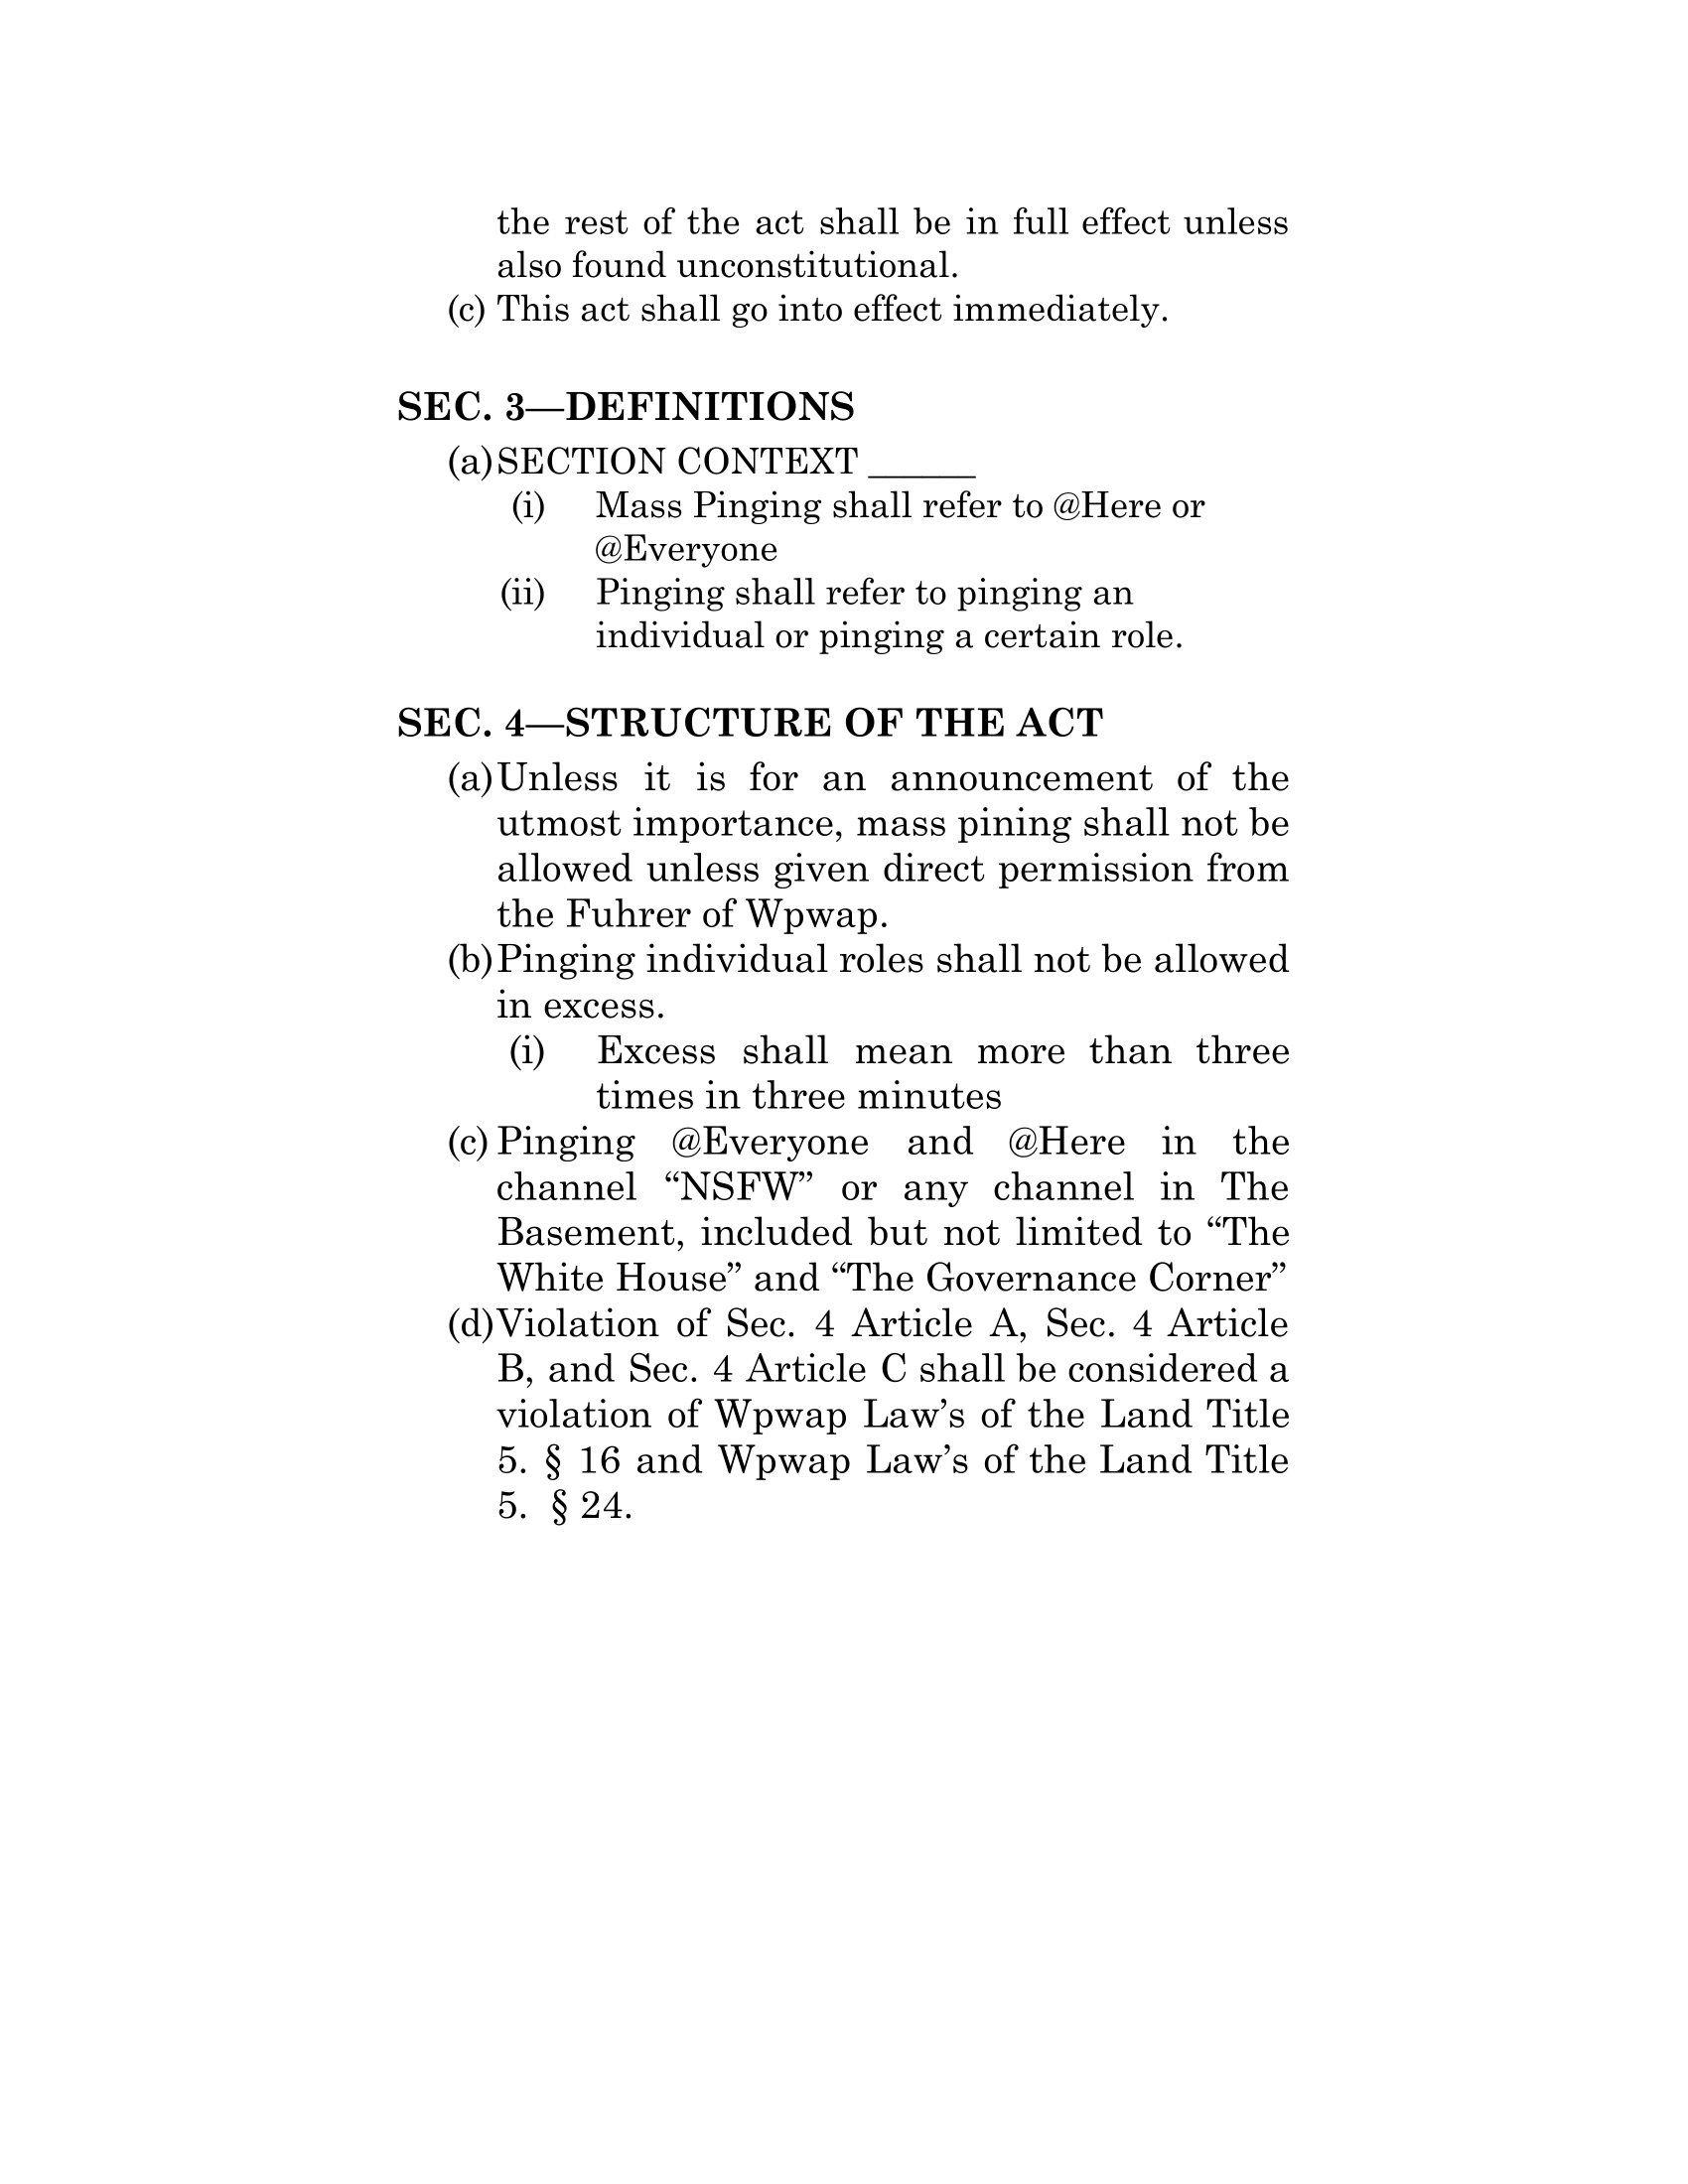 the rest of the act shall be in full effect unless
also found unconstitutional.
(c) This act shall go into effect immediately.
SEC. 3—DEFINITIONS
(a) SECTION CONTEXT ______
(i) Mass Pinging shall refer to @Here or
@Everyone
(ii) Pinging shall refer to pinging an
individual or pinging a certain role.
SEC. 4—STRUCTURE OF THE ACT
(a) Unless it is for an announcement of the
utmost importance, mass pining shall not be
allowed unless given direct permission from
the Fuhrer of Wpwap.
(b) Pinging individual roles shall not be allowed
in excess.
(i) Excess shall mean more than three
times in three minutes
(c) Pinging @Everyone and @Here in the
channel “NSFW” or any channel in The
Basement, included but not limited to “The
White House” and “The Governance Corner”
(d) Violation of Sec. 4 Article A, Sec. 4 Article
B, and Sec. 4 Article C shall be considered a
violation of Wpwap Law’s of the Land Title
5. § 16 and Wpwap Law’s of the Land Title
5. § 24.